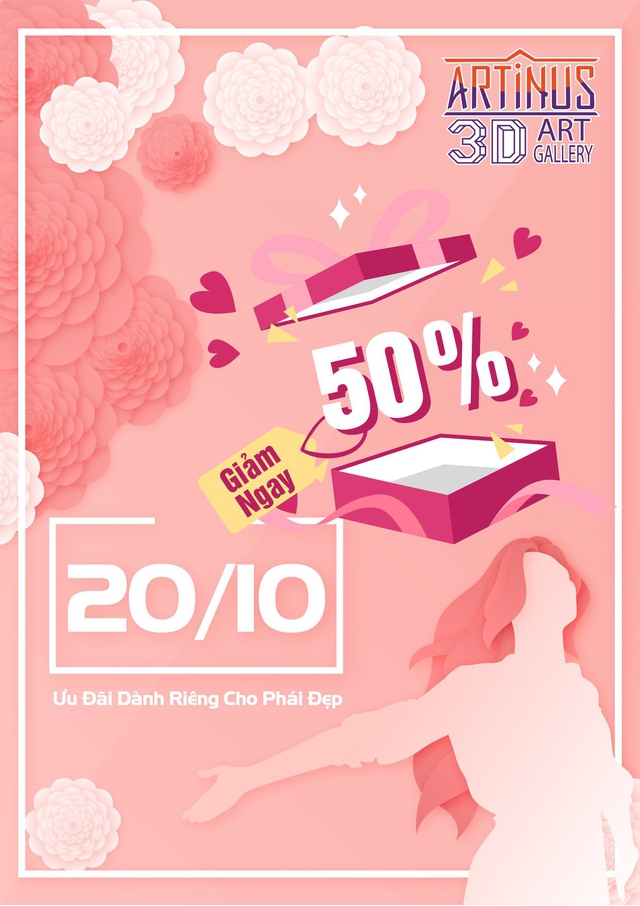 ARTiNUS
3D ART
GALLERY
50%
Giảm
Ngay
20/10
Ưu Đãi Dành Riêng Cho Phái Đẹp